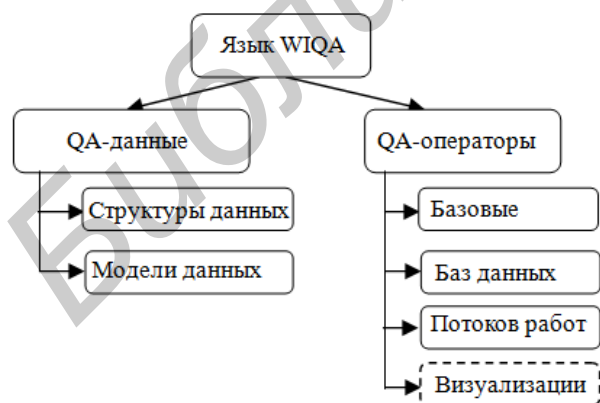 Язык WIQA
QA-данные
QA-операторы
Структуры данных
Модели данных
Базовые
Баз данных
Потоков работ
Визуализации